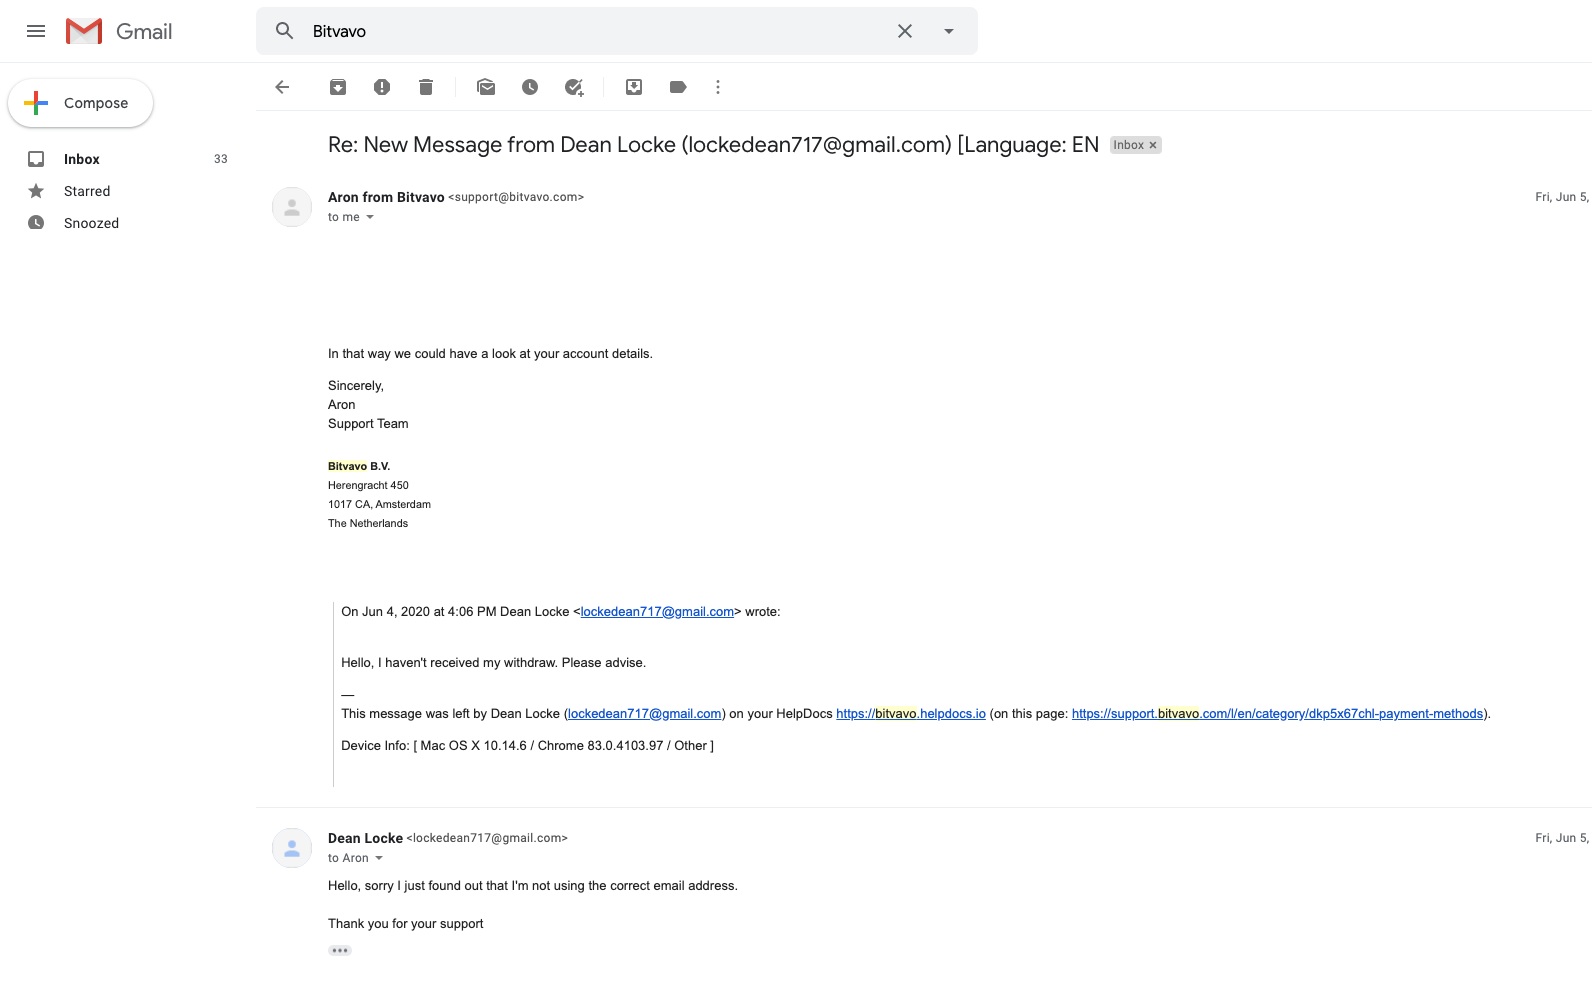 Gmail
Bitvavo
Compose
Inbox 33
Starred
Snoozed
Re: New Message from Dean Locke (lockedean717@gmail.com) [Language: EN Inbox ×
Aron from Bitvavo <support@bitvavo.com> Fri, Jun 5,
to me
In that way we could have a look at your account details.
Sincerely,
Aron
Support Team
Bitvavo B.V.
Herengracht 450
1017 CA, Amsterdam
The Netherlands
On Jun 4, 2020 at 4:06 PM Dean Locke <lockedean717@gmail.com> wrote:
Hello, I haven't received my withdraw. Please advise.
—
This message was left by Dean Locke (lockedean717@gmail.com) on your HelpDocs https://bitvavo.helpdocs.io (on this page: https://support.bitvavo.com/l/en/category/dkp5x67chl-payment-methods).
Device Info: [ Mac OS X 10.14.6 / Chrome 83.0.4103.97 / Other ]
Dean Locke <lockedean717@gmail.com> Fri, Jun 5,
to Aron
Hello, sorry I just found out that I'm not using the correct email address.
Thank you for your support